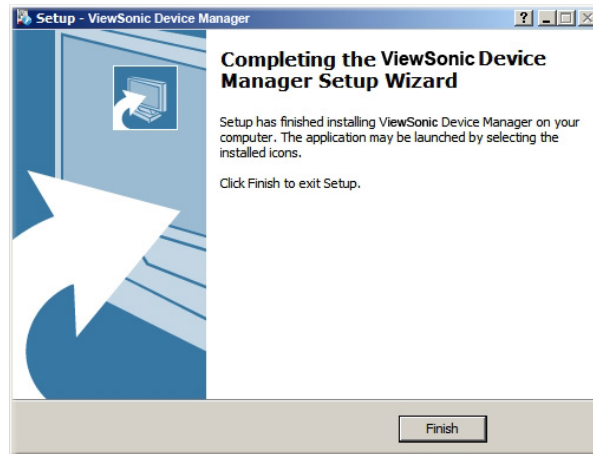 Setup - ViewSonic Device Manager
Completing the ViewSonic Device
Manager Setup Wizard
Setup has finished installing ViewSonic Device Manager on your
computer. The application may be launched by selecting the
installed icons.
Click Finish to exit Setup.
Finish